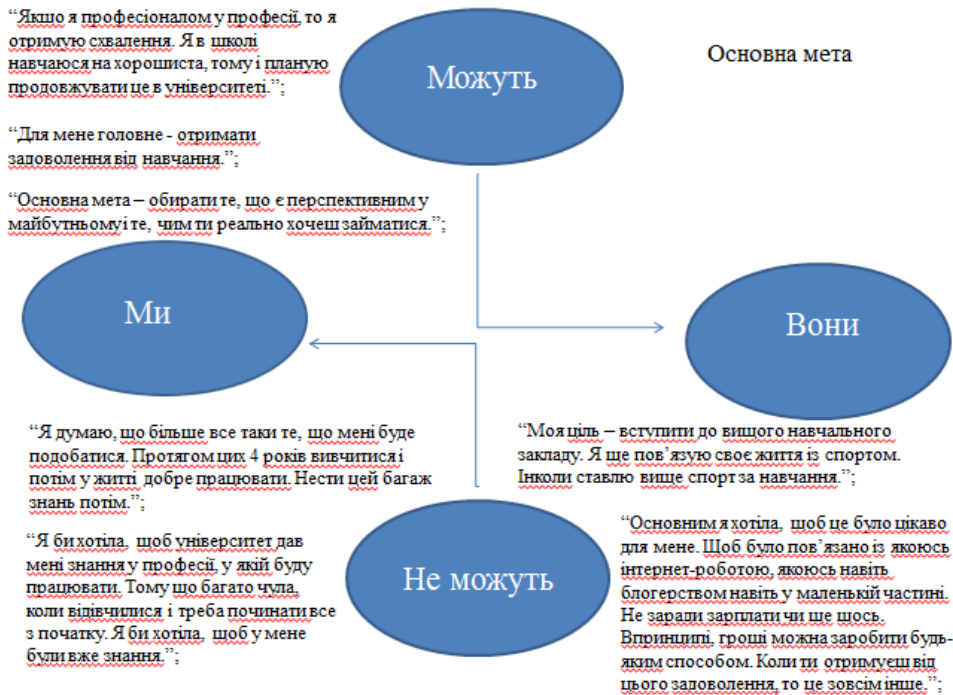 “Якщо я професіоналом у професії, то я
отримую схвалення. Я в школі
навчаюся на хорошиста, тому і планую
продовжувати це в університеті.”;
Можуть
Основна мета
“Для мене головне - отримати
задоволення від навчання.”;
“Основна мета – обирати те, що є перспективним у
майбутньому і те, чим ти реально хочеш займатися.”;
Ми
Вони
“Я думаю, що більше все таки те, що мені буде
подобатися. Протягом цих 4 років вивчитися і
потім у житті добре працювати. Нести цей багаж
знань потім.”;
“Моя ціль – вступити до вищого навчального
закладу. Я ще пов’язую своє життя із спортом.
Інколи ставлю вище спорт за навчання.”;
“Я би хотіла, щоб університет дав
мені знання у професії, у якій буду
працювати. Тому що багато чула,
коли відівчилися і треба починати все
з початку. Я би хотіла, щоб у мене
були вже знання.”;
Не можуть
“Основним я хотіла, щоб це було цікаво
для мене. Щоб було пов’язано із якоюсь
інтернет-роботою, якоюсь навіть
блогерством навіть у маленькій частині.
Не заради зарплати чи ще щось.
Впринципі, гроші можна заробити будь-
яким способом. Коли ти отримуєш від
цього задоволення, то це зовсім інше.”;